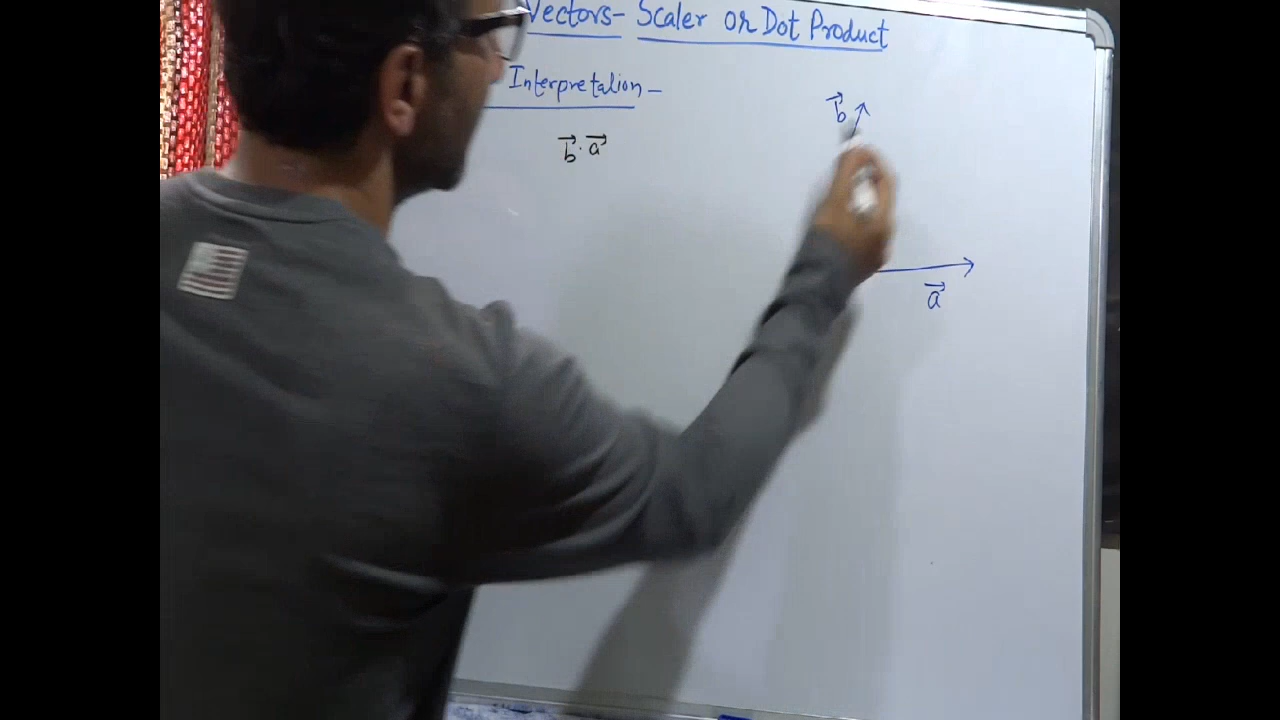 Vectors- Scaler or Dot Product
Interpretation -
b⃗ · a⃗
b⃗
a⃗